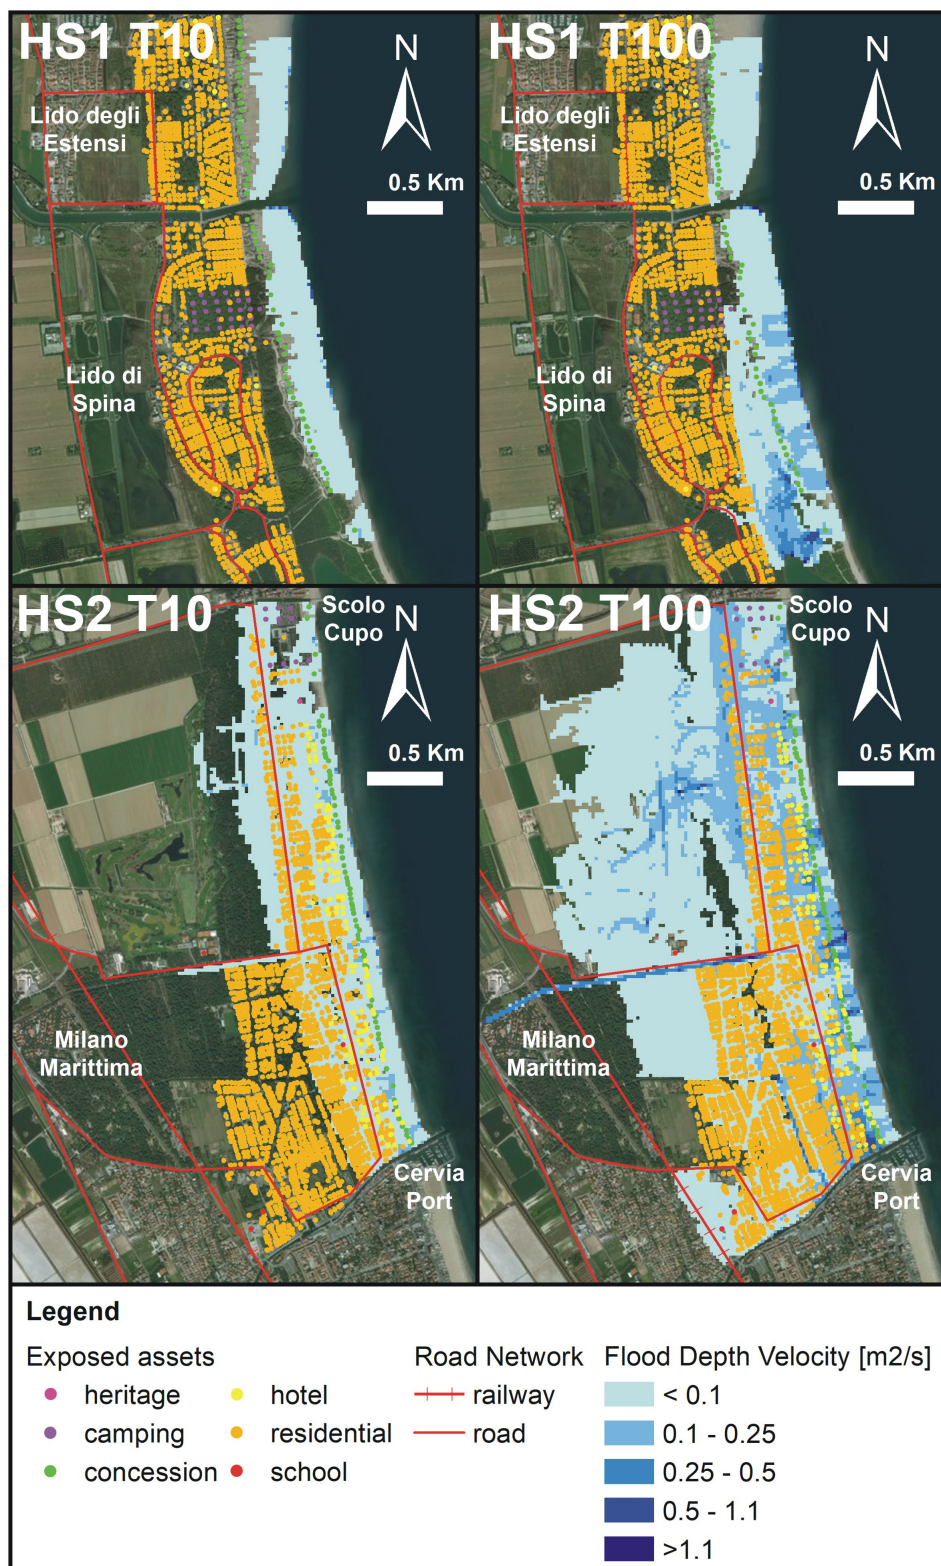 HS1 T10
N
0.5 Km
Lido degli
Estensi
Lido di
Spina
HS1 T100
N
0.5 Km
Lido degli
Estensi
Lido di
Spina
HS2 T10
Scolo
Cupo
N
0.5 Km
Milano
Marittima
Cervia
Port
HS2 T100
Scolo
Cupo
N
0.5 Km
Milano
Marittima
Cervia
Port
Legend
Exposed assets
heritage
camping
concession
hotel
residential
school
Road Network
railway
road
Flood Depth Velocity [m2/s]
< 0.1
0.1 - 0.25
0.25 - 0.5
0.5 - 1.1
>1.1